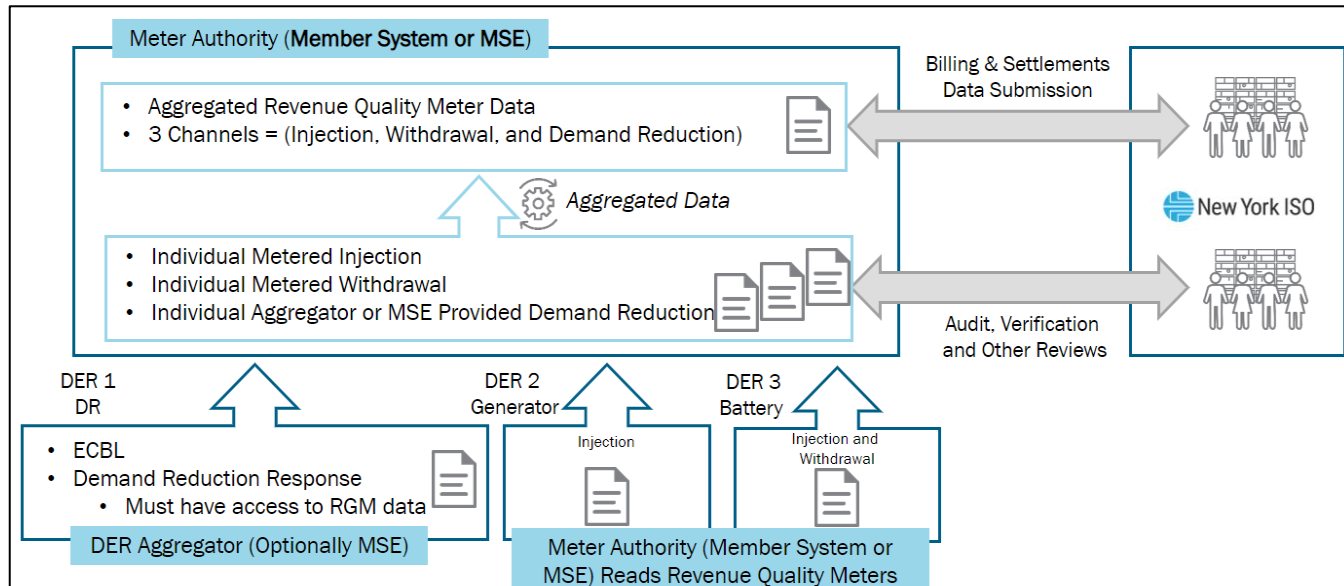 Meter Authority (Member System or MSE)
• Aggregated Revenue Quality Meter Data
• 3 Channels = (Injection, Withdrawal, and Demand Reduction)
Billing & Settlements
Data Submission
Aggregated Data
New York ISO
• Individual Metered Injection
• Individual Metered Withdrawal
• Individual Aggregator or MSE Provided Demand Reduction
Audit, Verification
and Other Reviews
DER 1
DR
DER 2
Generator
DER 3
Battery
• ECBL
• Demand Reduction Response
• Must have access to RGM data
Injection
Injection and
Withdrawal
DER Aggregator (Optionally MSE)
Meter Authority (Member System or
MSE) Reads Revenue Quality Meters